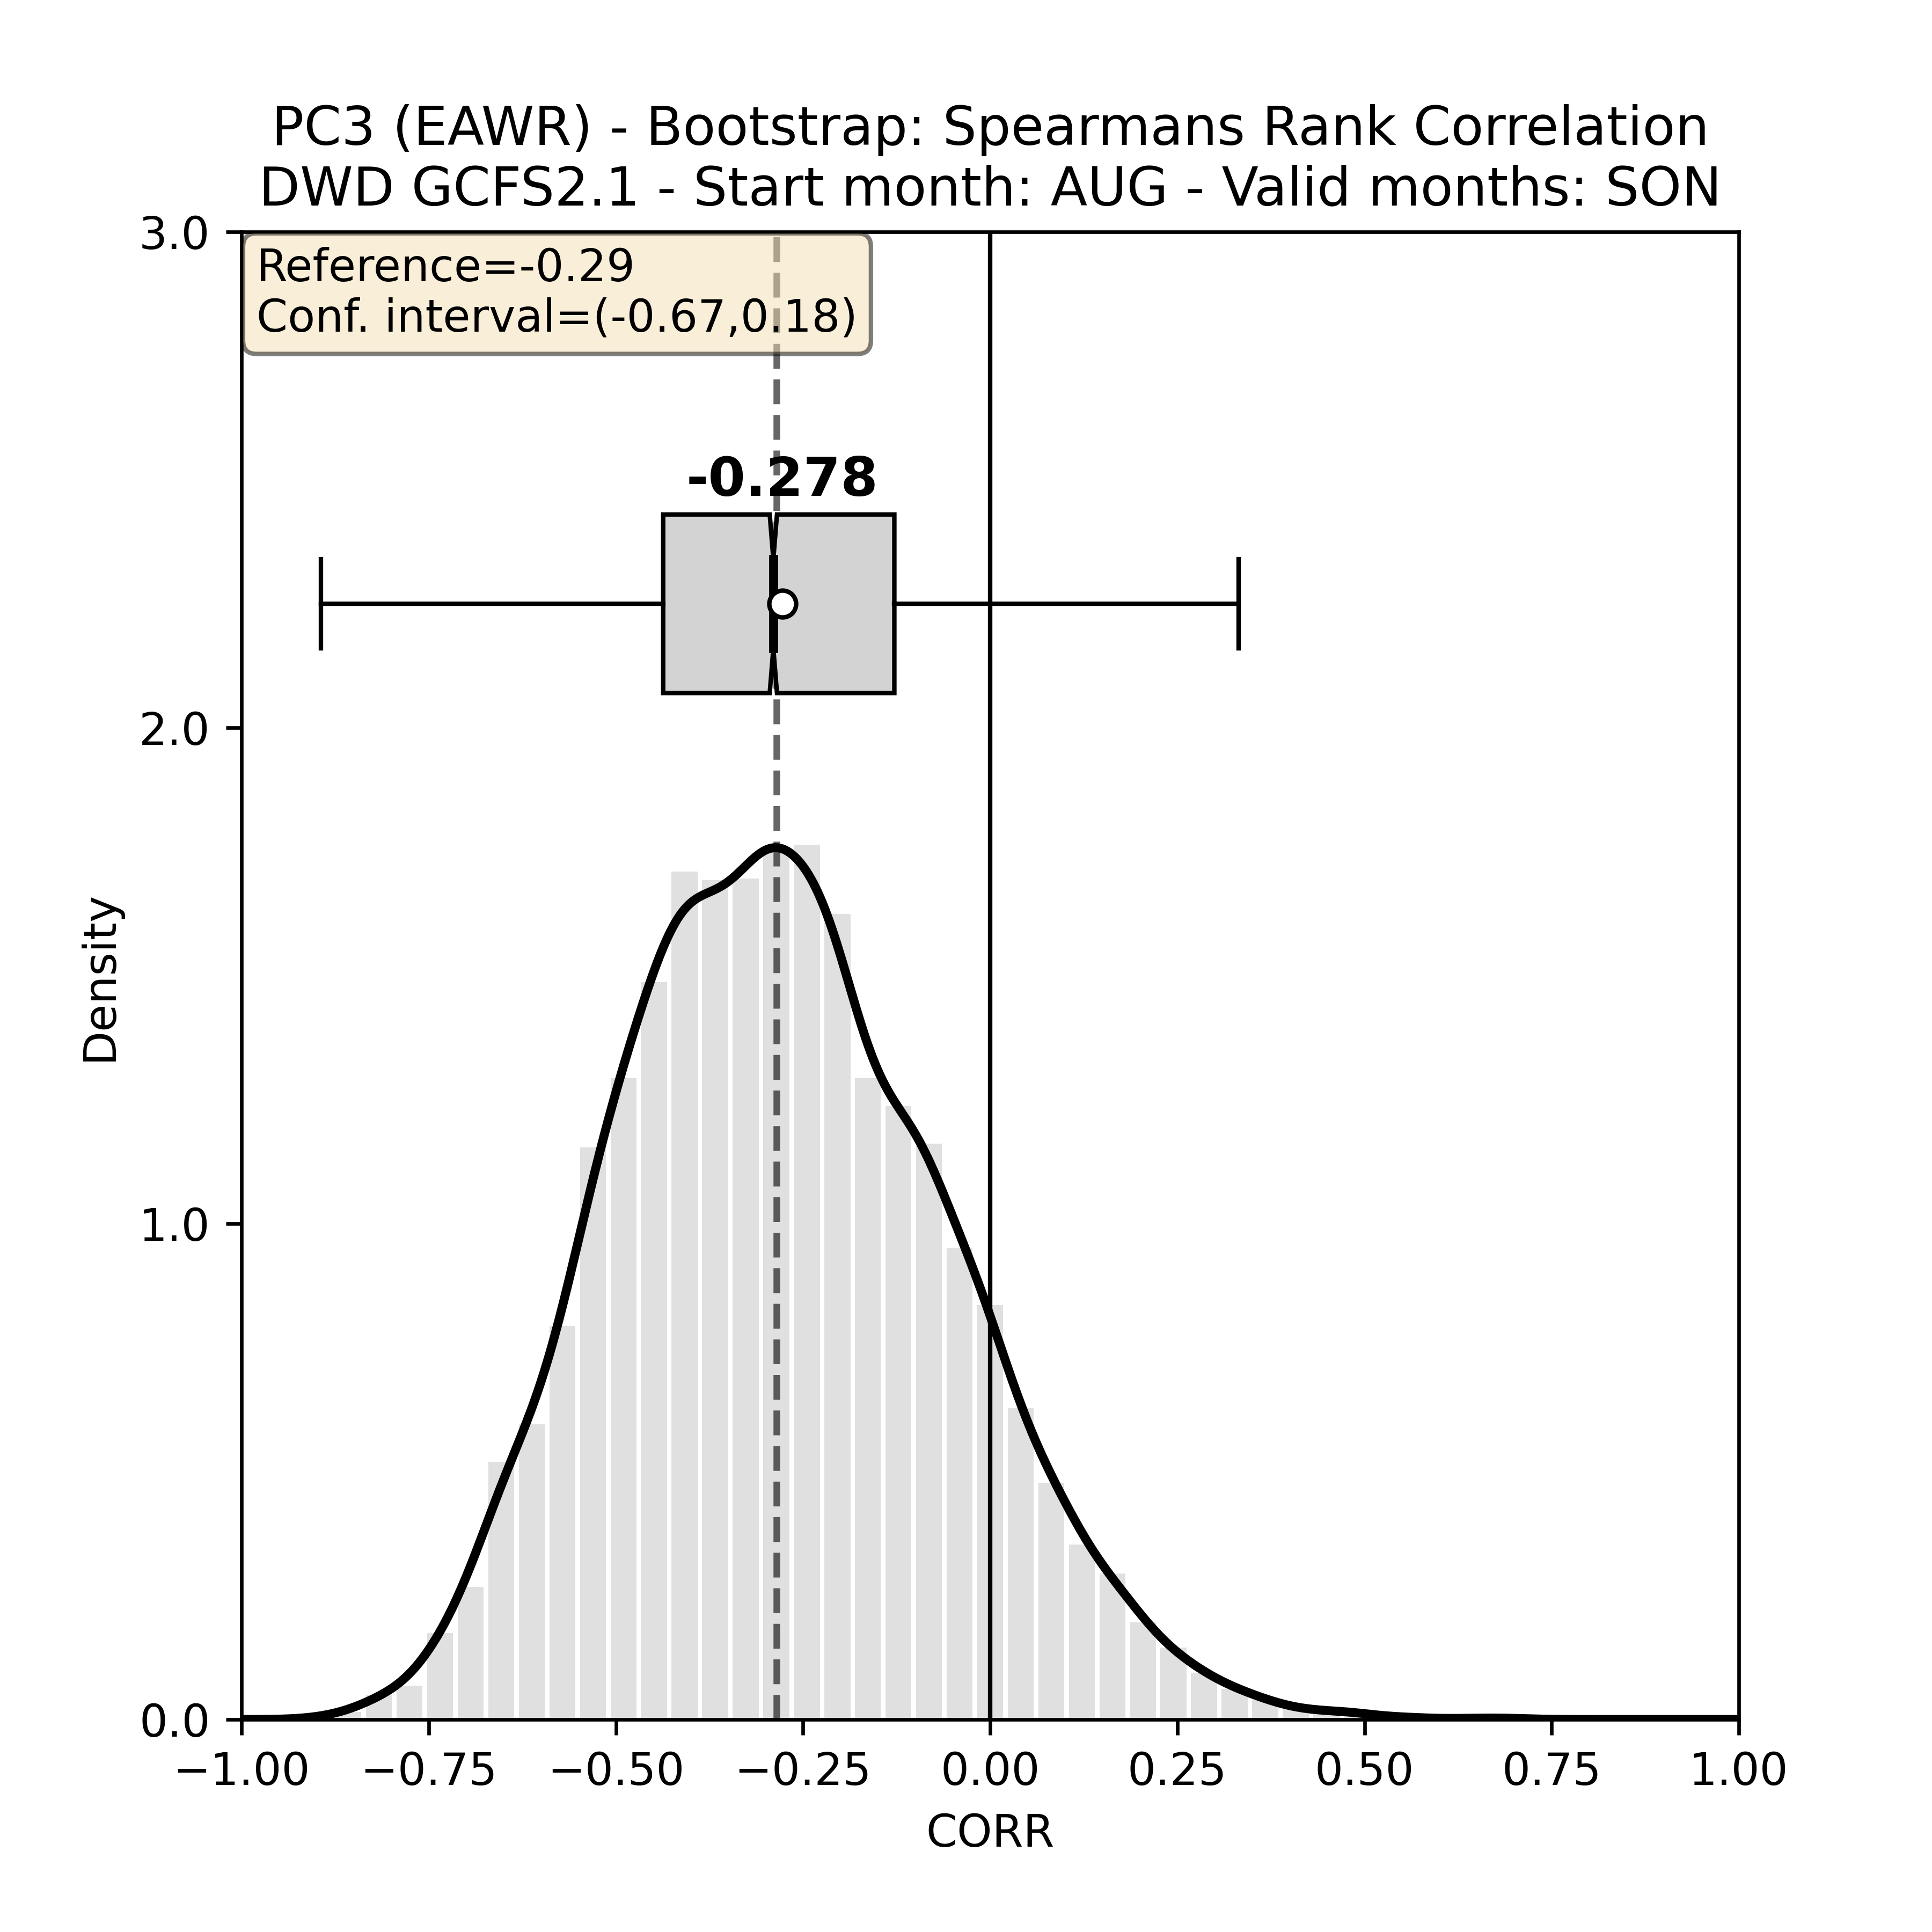 PC3 (EAWR) - Bootstrap: Spearmans Rank Correlation
DWD GCFS2.1 - Start month: AUG - Valid months: SON
3.0
Reference=-0.29
Conf. interval=(-0.67,0.18)
-0.278
2.0
Density
1.0
0.0
−1.00 −0.75 −0.50 −0.25 0.00 0.25 0.50 0.75 1.00
CORR